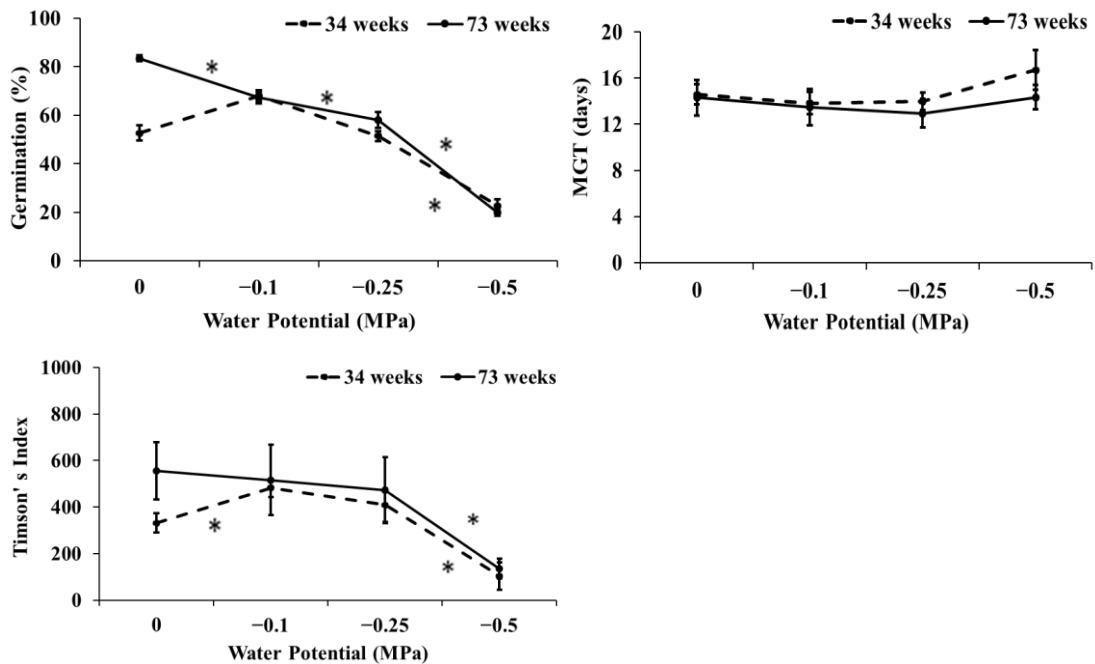 34 weeks 73 weeks
100
80
60
40
20
0
Germination (%)
*
*
*
*
0 −0.1 −0.25 −0.5
Water Potential (MPa)
34 weeks 73 weeks
20
16
12
8
4
0
MGT (days)
0 −0.1 −0.25 −0.5
Water Potential (MPa)
34 weeks 73 weeks
1000
800
600
400
200
0
Timson' s Index
*
*
*
0 −0.1 −0.25 −0.5
Water Potential (MPa)